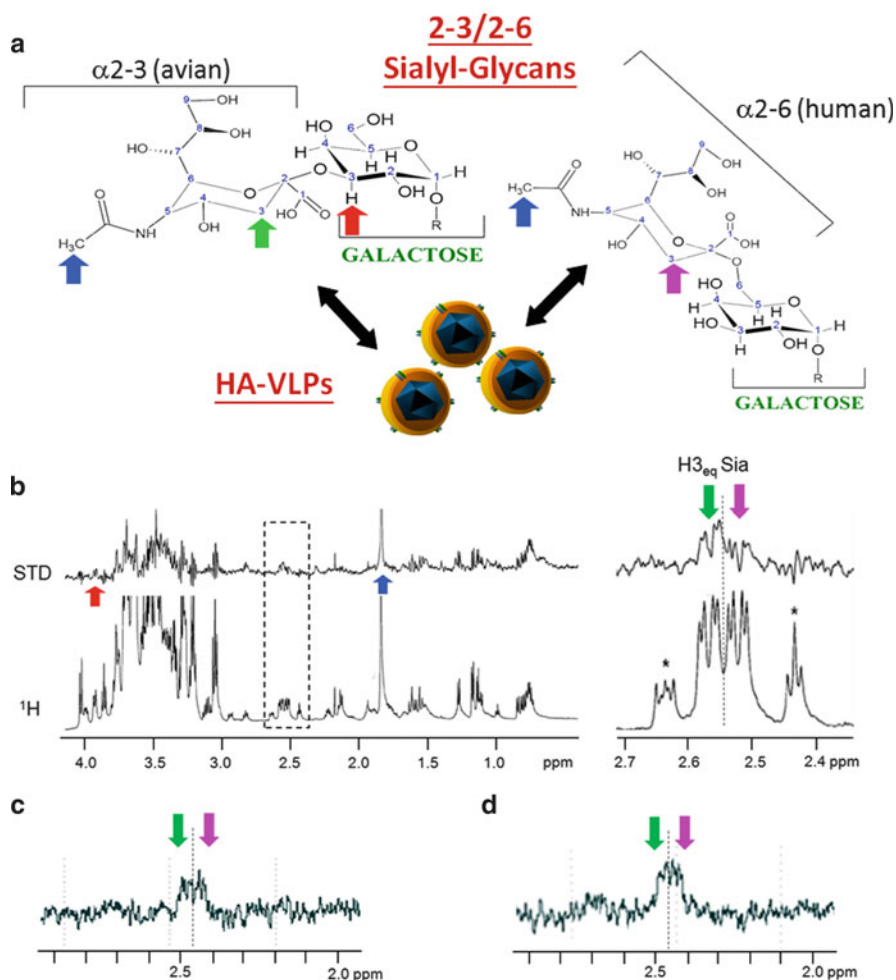 a
2-3/2-6
Sialyl-Glycans
α2-3 (avian)
α2-6 (human)
9 OH
OH
8
OH
HO
7
6
O
5
4
3
2
1
O
HO
O
NH
OH
H₃C
O
HO
6
OH
4
H
5
O
H
3
H
2
OH
1
H
O
R
H
GALACTOSE
H₃C
O
NH
5
4
HO
3
6
7
8
9
OH
HO
OH
OH
O
2
1
O
OH
O
6
HO
4
H
5
O
HO
3
H
H
2
OH
1
H
O
R
GALACTOSE
HA-VLPs
b
H3eq Sia
STD
¹H
*
*
4.0 3.5 3.0 2.5 2.0 1.5 1.0 ppm
2.7 2.6 2.5 2.4 ppm
c
d
2.5 2.0 ppm
2.5 2.0 ppm